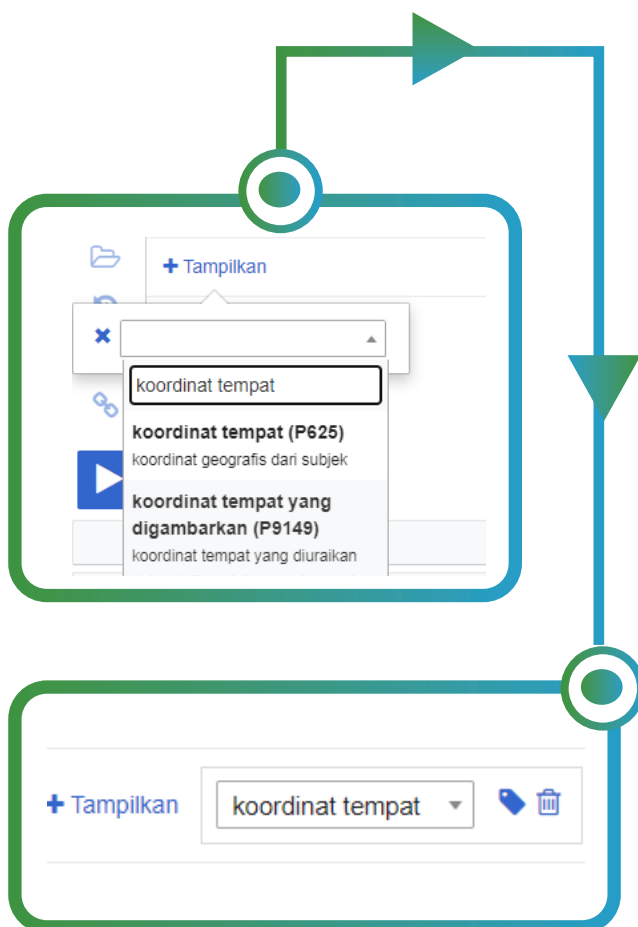 + Tampilkan
koordinat tempat
koordinat tempat (P625)
koordinat geografis dari subjek
koordinat tempat yang
digambarkan (P9149)
koordinat tempat yang diuraikan
+ Tampilkan
koordinat tempat